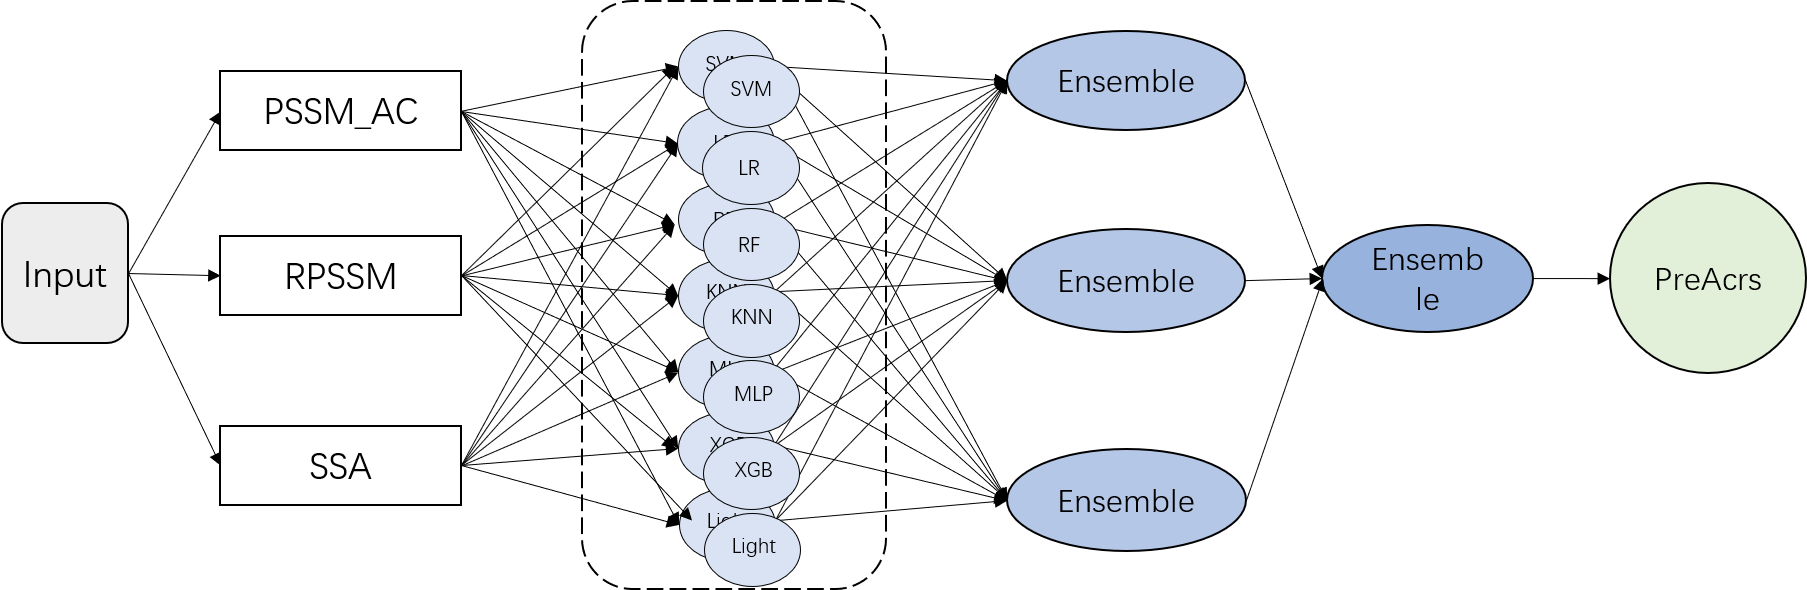 Input
PSSM_AC
RPSSM
SSA
SVM
LR
RF
KNN
MLP
XGB
Light
Ensemble
Ensemble
Ensemble
Ensemb
le
PreAcrs